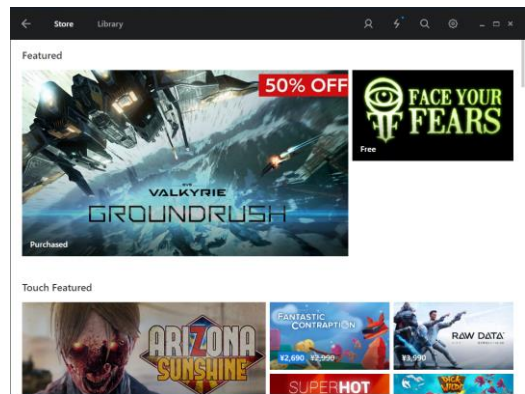 Store
Library
Featured
50% OFF
EVE
VALKYRIE
GROUNDRUSH
Purchased
FACE YOUR
FEARS
Free
Touch Featured
ARIZONA
SUNSHINE
FANTASTIC
CONTRAPTION
¥2,690 ¥2,990
RAW DATA
¥3,990
SUPERHOT